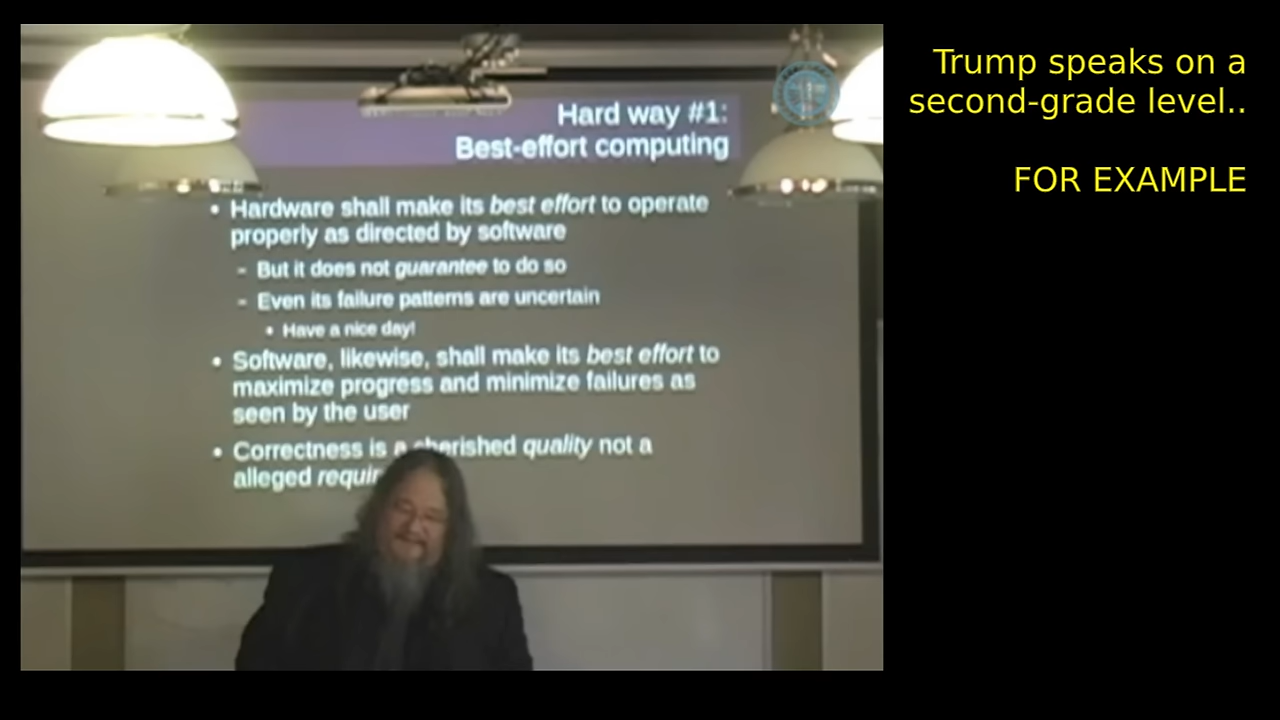 Trump speaks on a
second-grade level..
FOR EXAMPLE
Hard way #1:
Best-effort computing
• Hardware shall make its best effort to operate
properly as directed by software
- But it does not guarantee to do so
- Even its failure patterns are uncertain
• Have a nice day!
• Software, likewise, shall make its best effort to
maximize progress and minimize failures as
seen by the user
• Correctness is a cherished quality not a
alleged